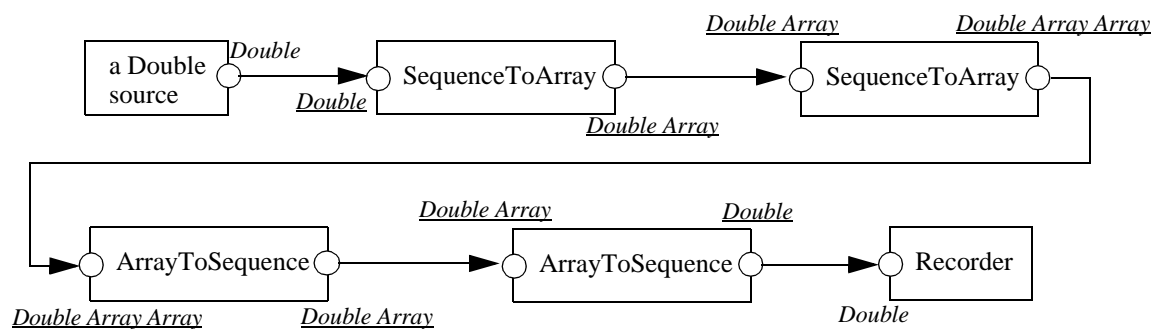 Double Array
Double Array Array
Double
a Double
source
SequenceToArray
SequenceToArray
Double
Double Array
Double Array
Double
ArrayToSequence
ArrayToSequence
Recorder
Double Array Array
Double Array
Double